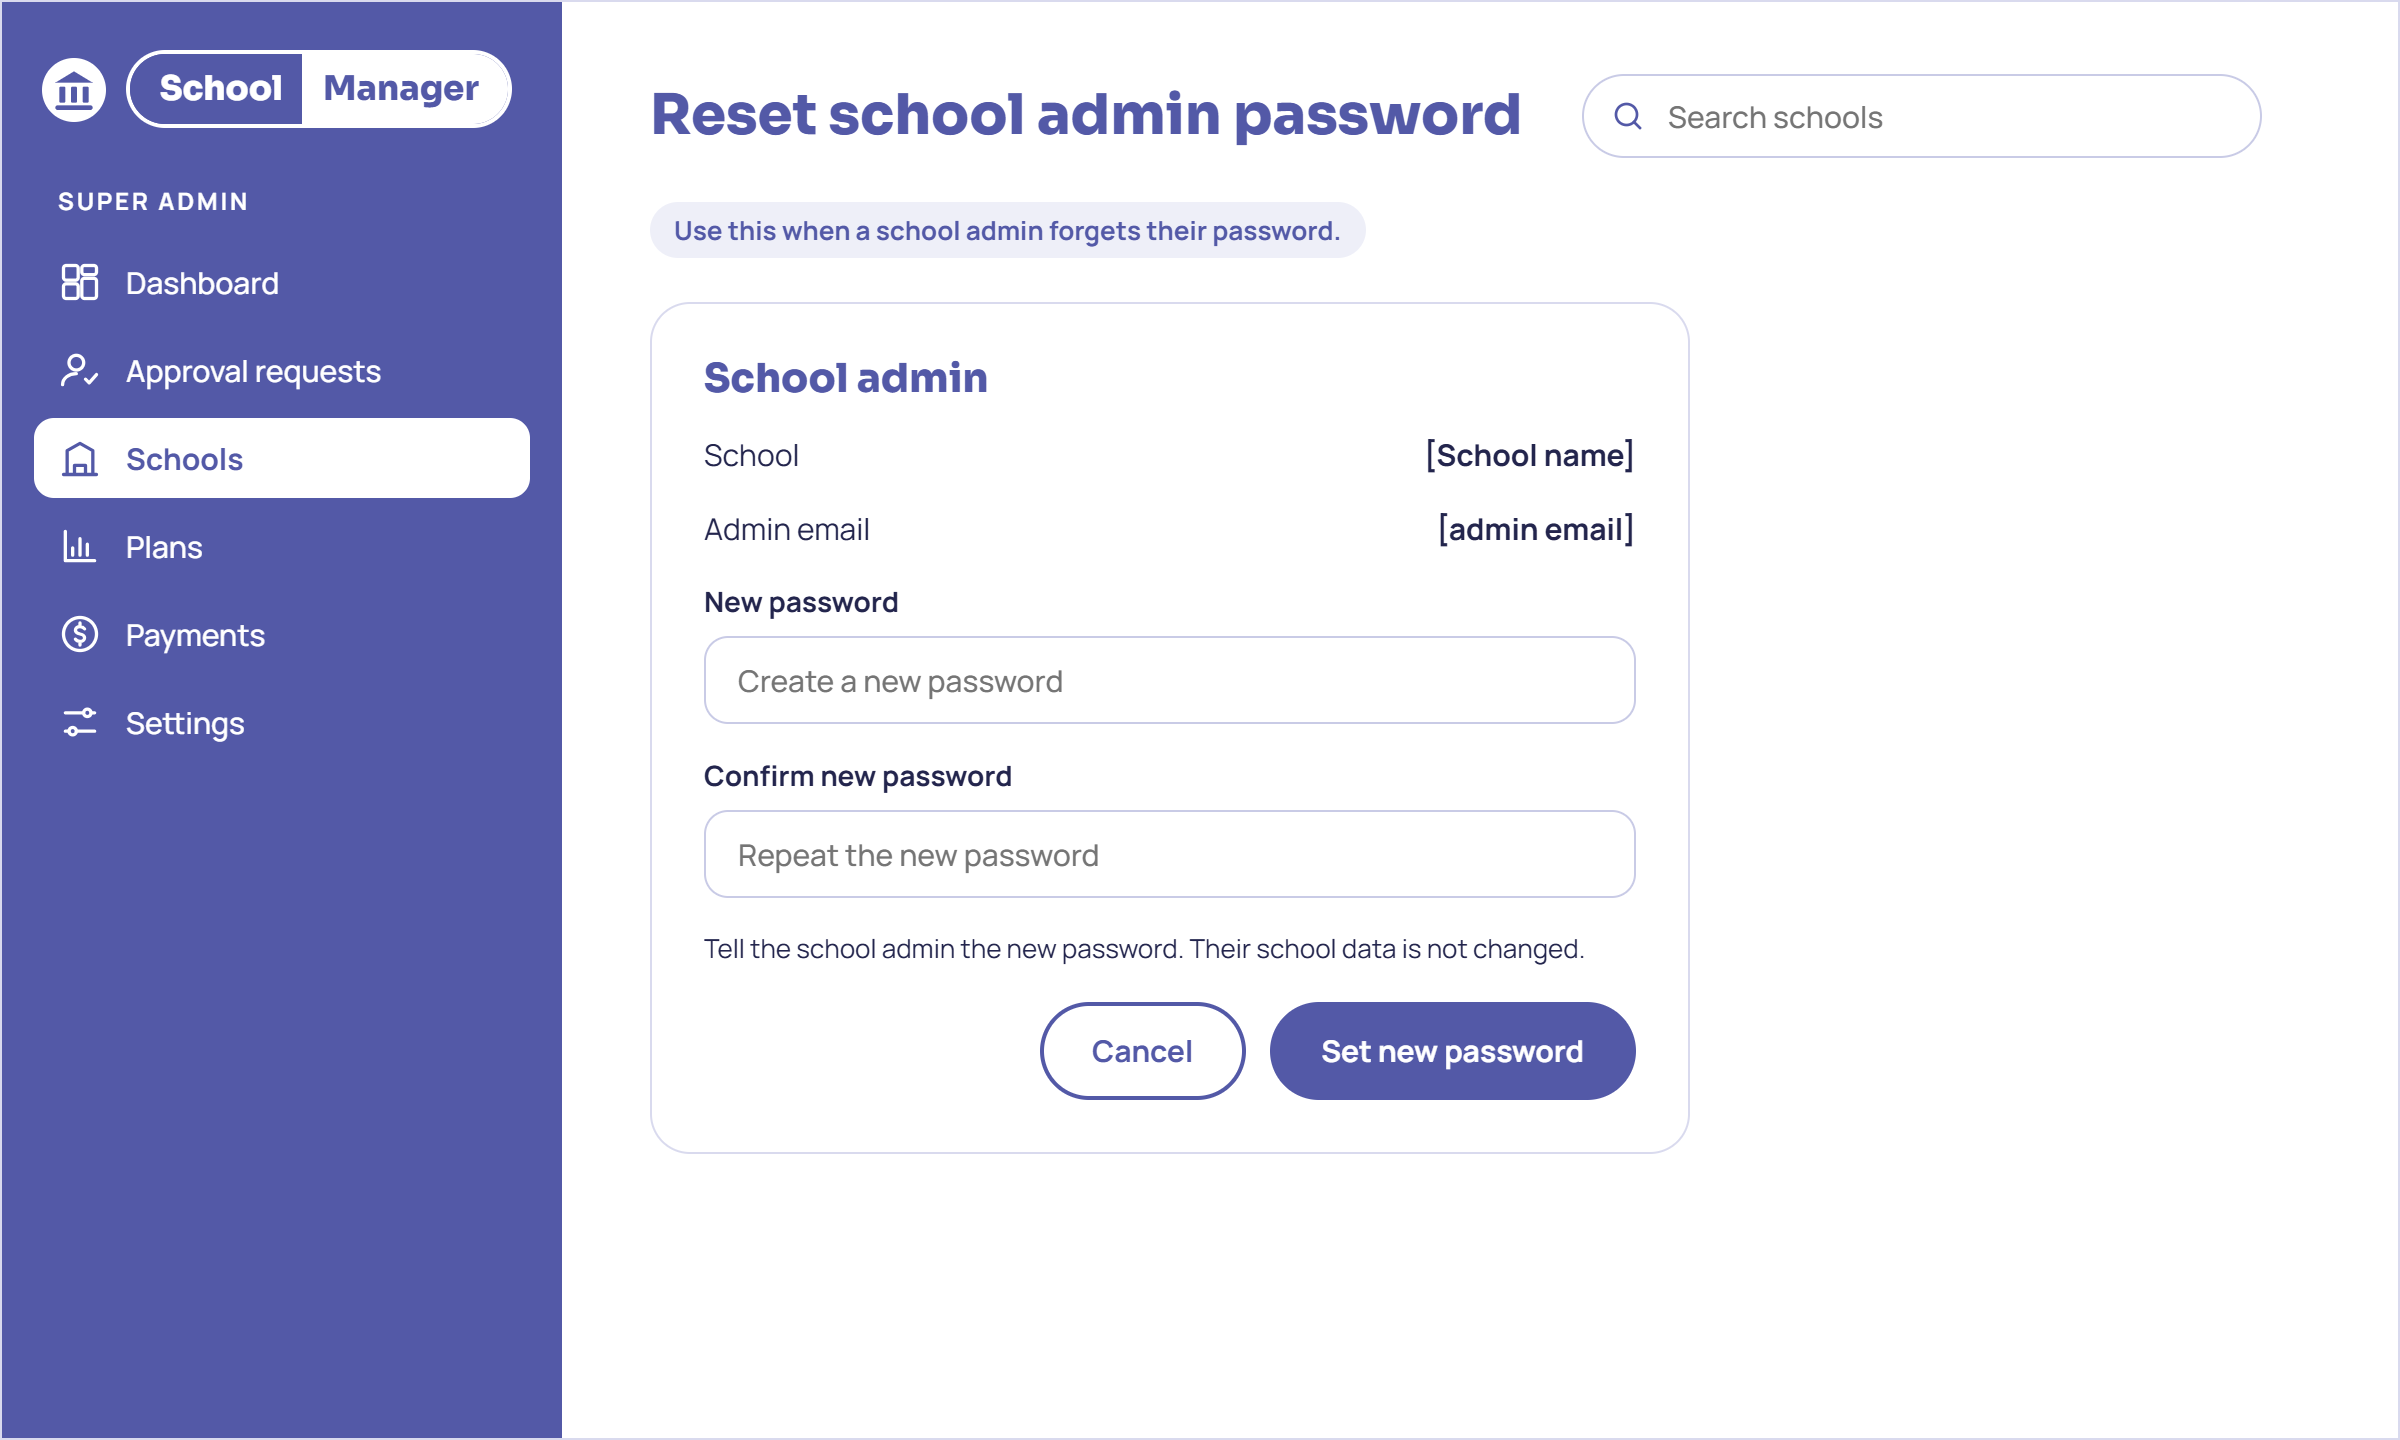 School Manager
SUPER ADMIN
Dashboard
Approval requests
Schools
Plans
Payments
Settings
Reset school admin password
Search schools
Use this when a school admin forgets their password.
School admin
School [School name]
Admin email [admin email]
New password
Create a new password
Confirm new password
Repeat the new password
Tell the school admin the new password. Their school data is not changed.
Cancel Set new password